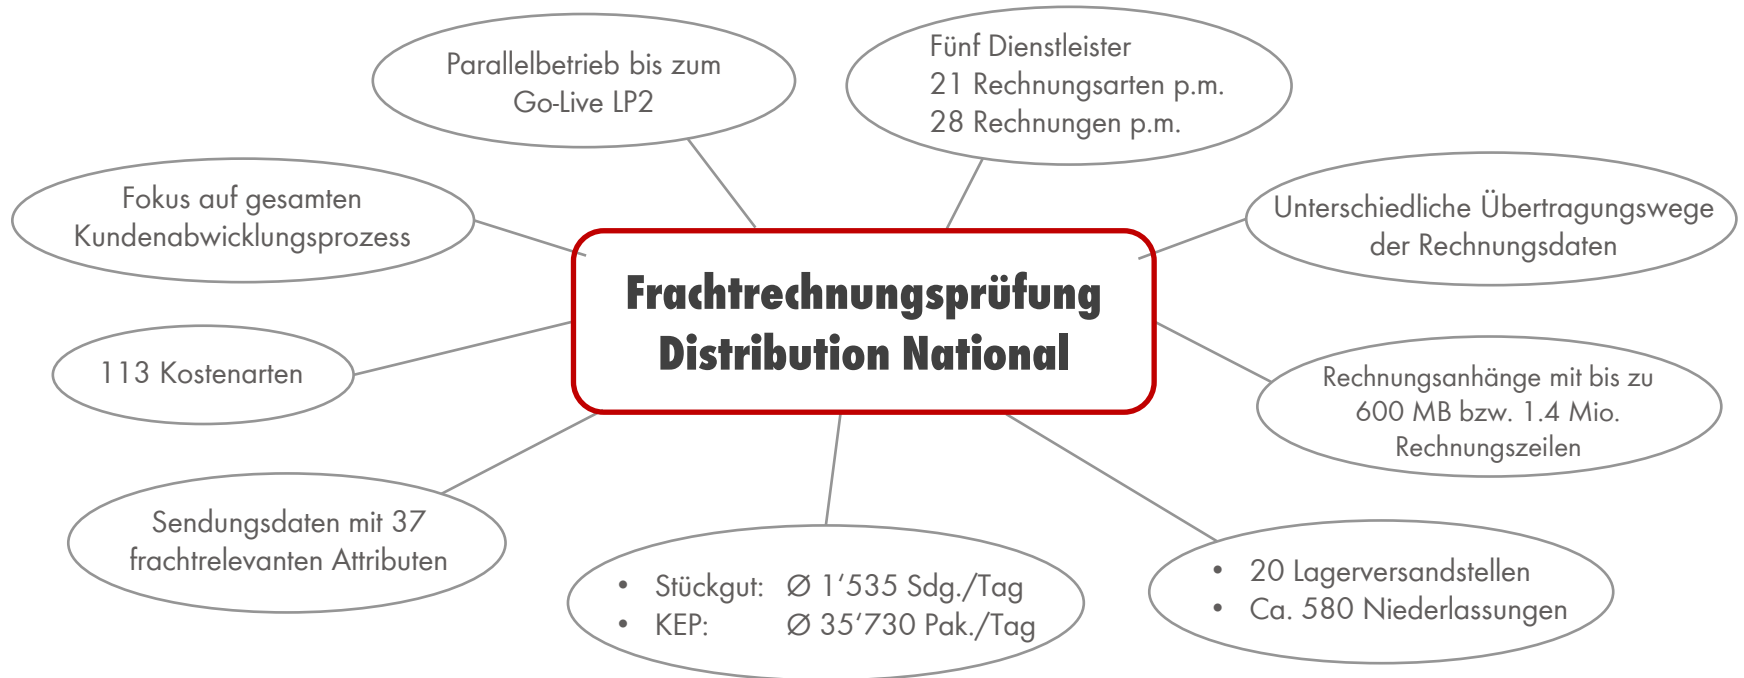 Parallelbetrieb bis zum
Go-Live LP2
Fünf Dienstleister
21 Rechnungsarten p.m.
28 Rechnungen p.m.
Fokus auf gesamten
Kundenabwicklungsprozess
Unterschiedliche Übertragungswege
der Rechnungsdaten
Frachtrechnungsprüfung
Distribution National
113 Kostenarten
Rechnungsanhänge mit bis zu
600 MB bzw. 1.4 Mio.
Rechnungszeilen
Sendungsdaten mit 37
frachtrelevanten Attributen
• Stückgut: Ø 1‘535 Sdg./Tag
• KEP: Ø 35‘730 Pak./Tag
• 20 Lagerversandstellen
• Ca. 580 Niederlassungen